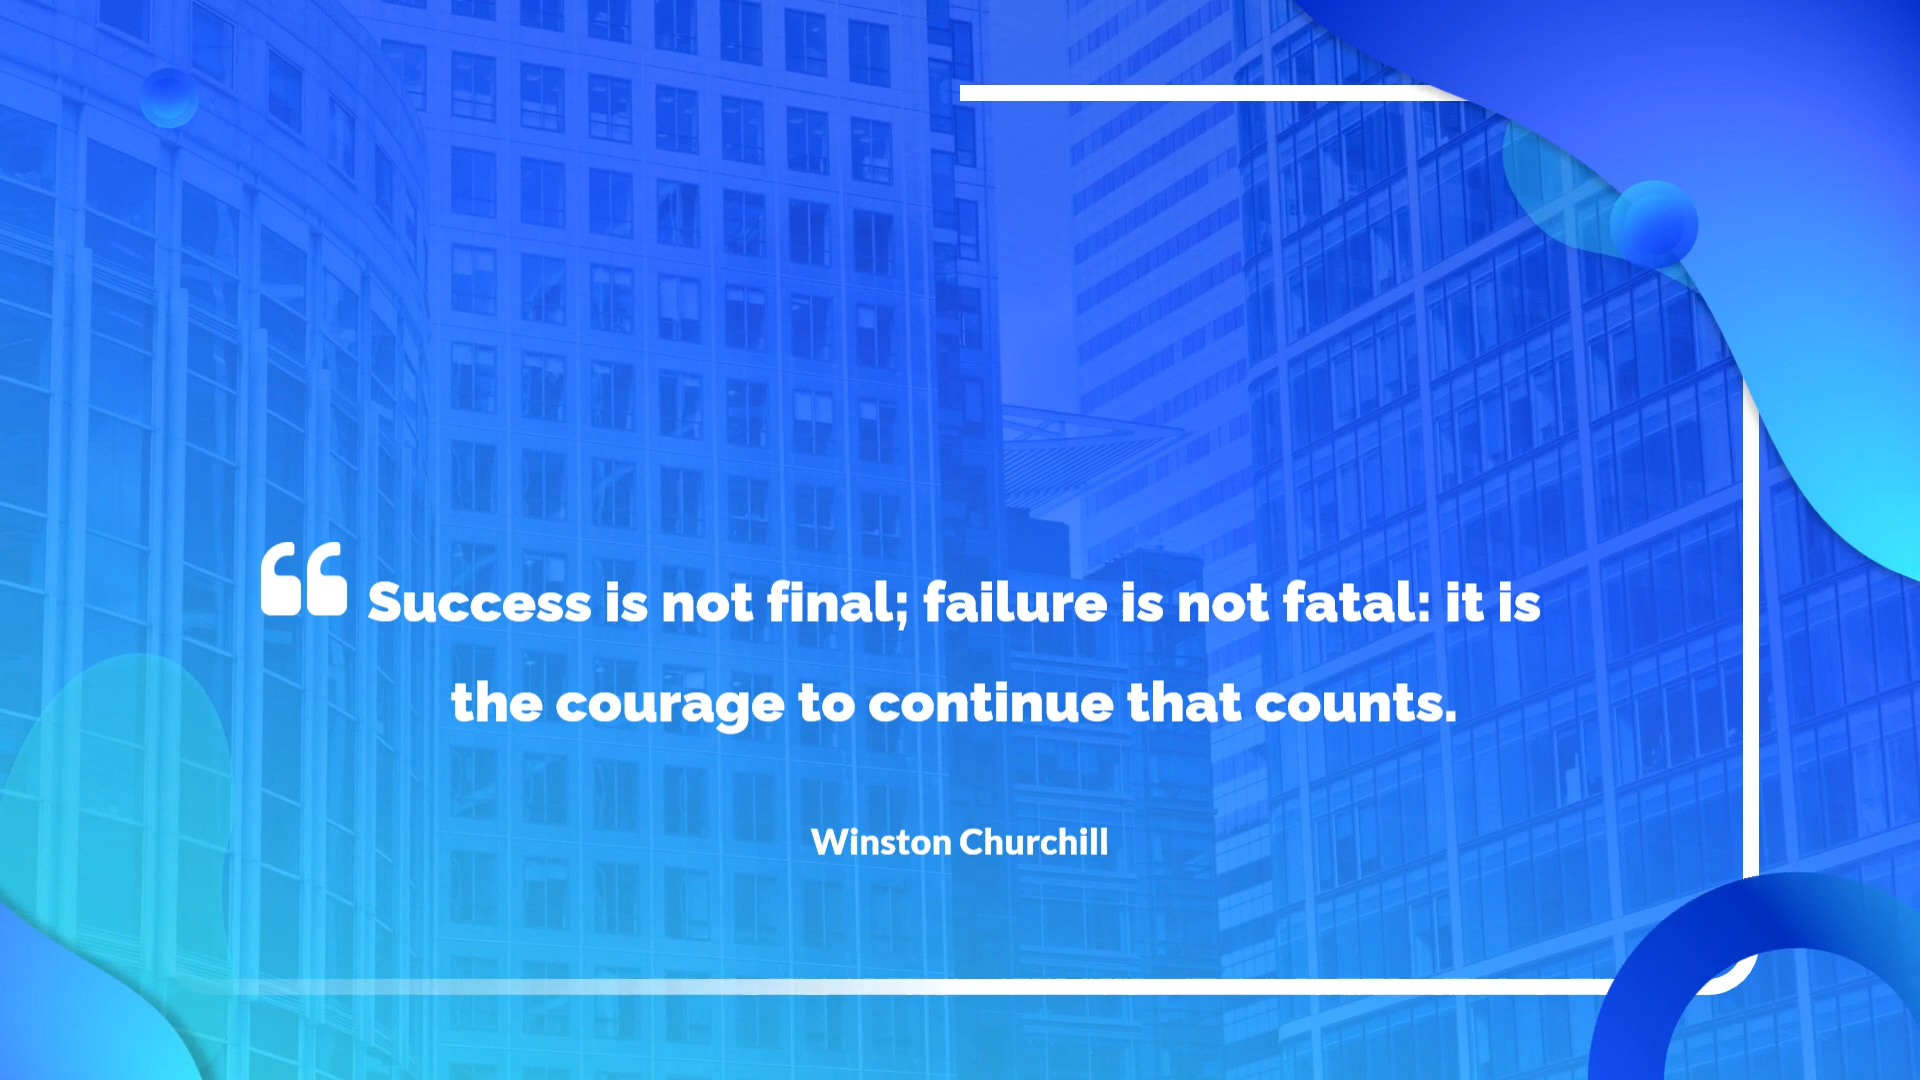 “ Success is not final; failure is not fatal: it is
the courage to continue that counts.
Winston Churchill